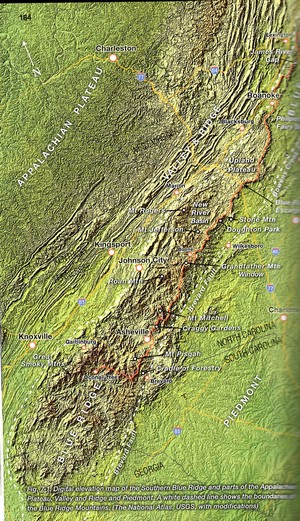 164
N
Charleston
James River
Gap
APPALACHIAN PLATEAU
Roanoke
VALLEY & RIDGE
Blacksburg
Upland
Plateau
Mt Rogers
New
River
Basin
Stone Mtn
Doughton Park
Mt Jefferson
Kingsport
Wilkesboro
Johnson City
Grandfather Mtn
Window
Roan Mtn
Mt Mitchell
Craggy Gardens
Knoxville
Asheville
Gatlinburg
NORTH CAROLINA
SOUTH CAROLINA
Great
Smoky Mtns
Mt Pisgah
Cradle of Forestry
BLUE RIDGE
PIEDMONT
GEORGIA
Fig. 7-1 Digital elevation map of the Southern Blue Ridge and parts of the Appalachian
Plateau, Valley and Ridge and Piedmont. A white dashed line shows the boundaries of
the Blue Ridge Mountains. (The National Atlas, USGS, with modifications)